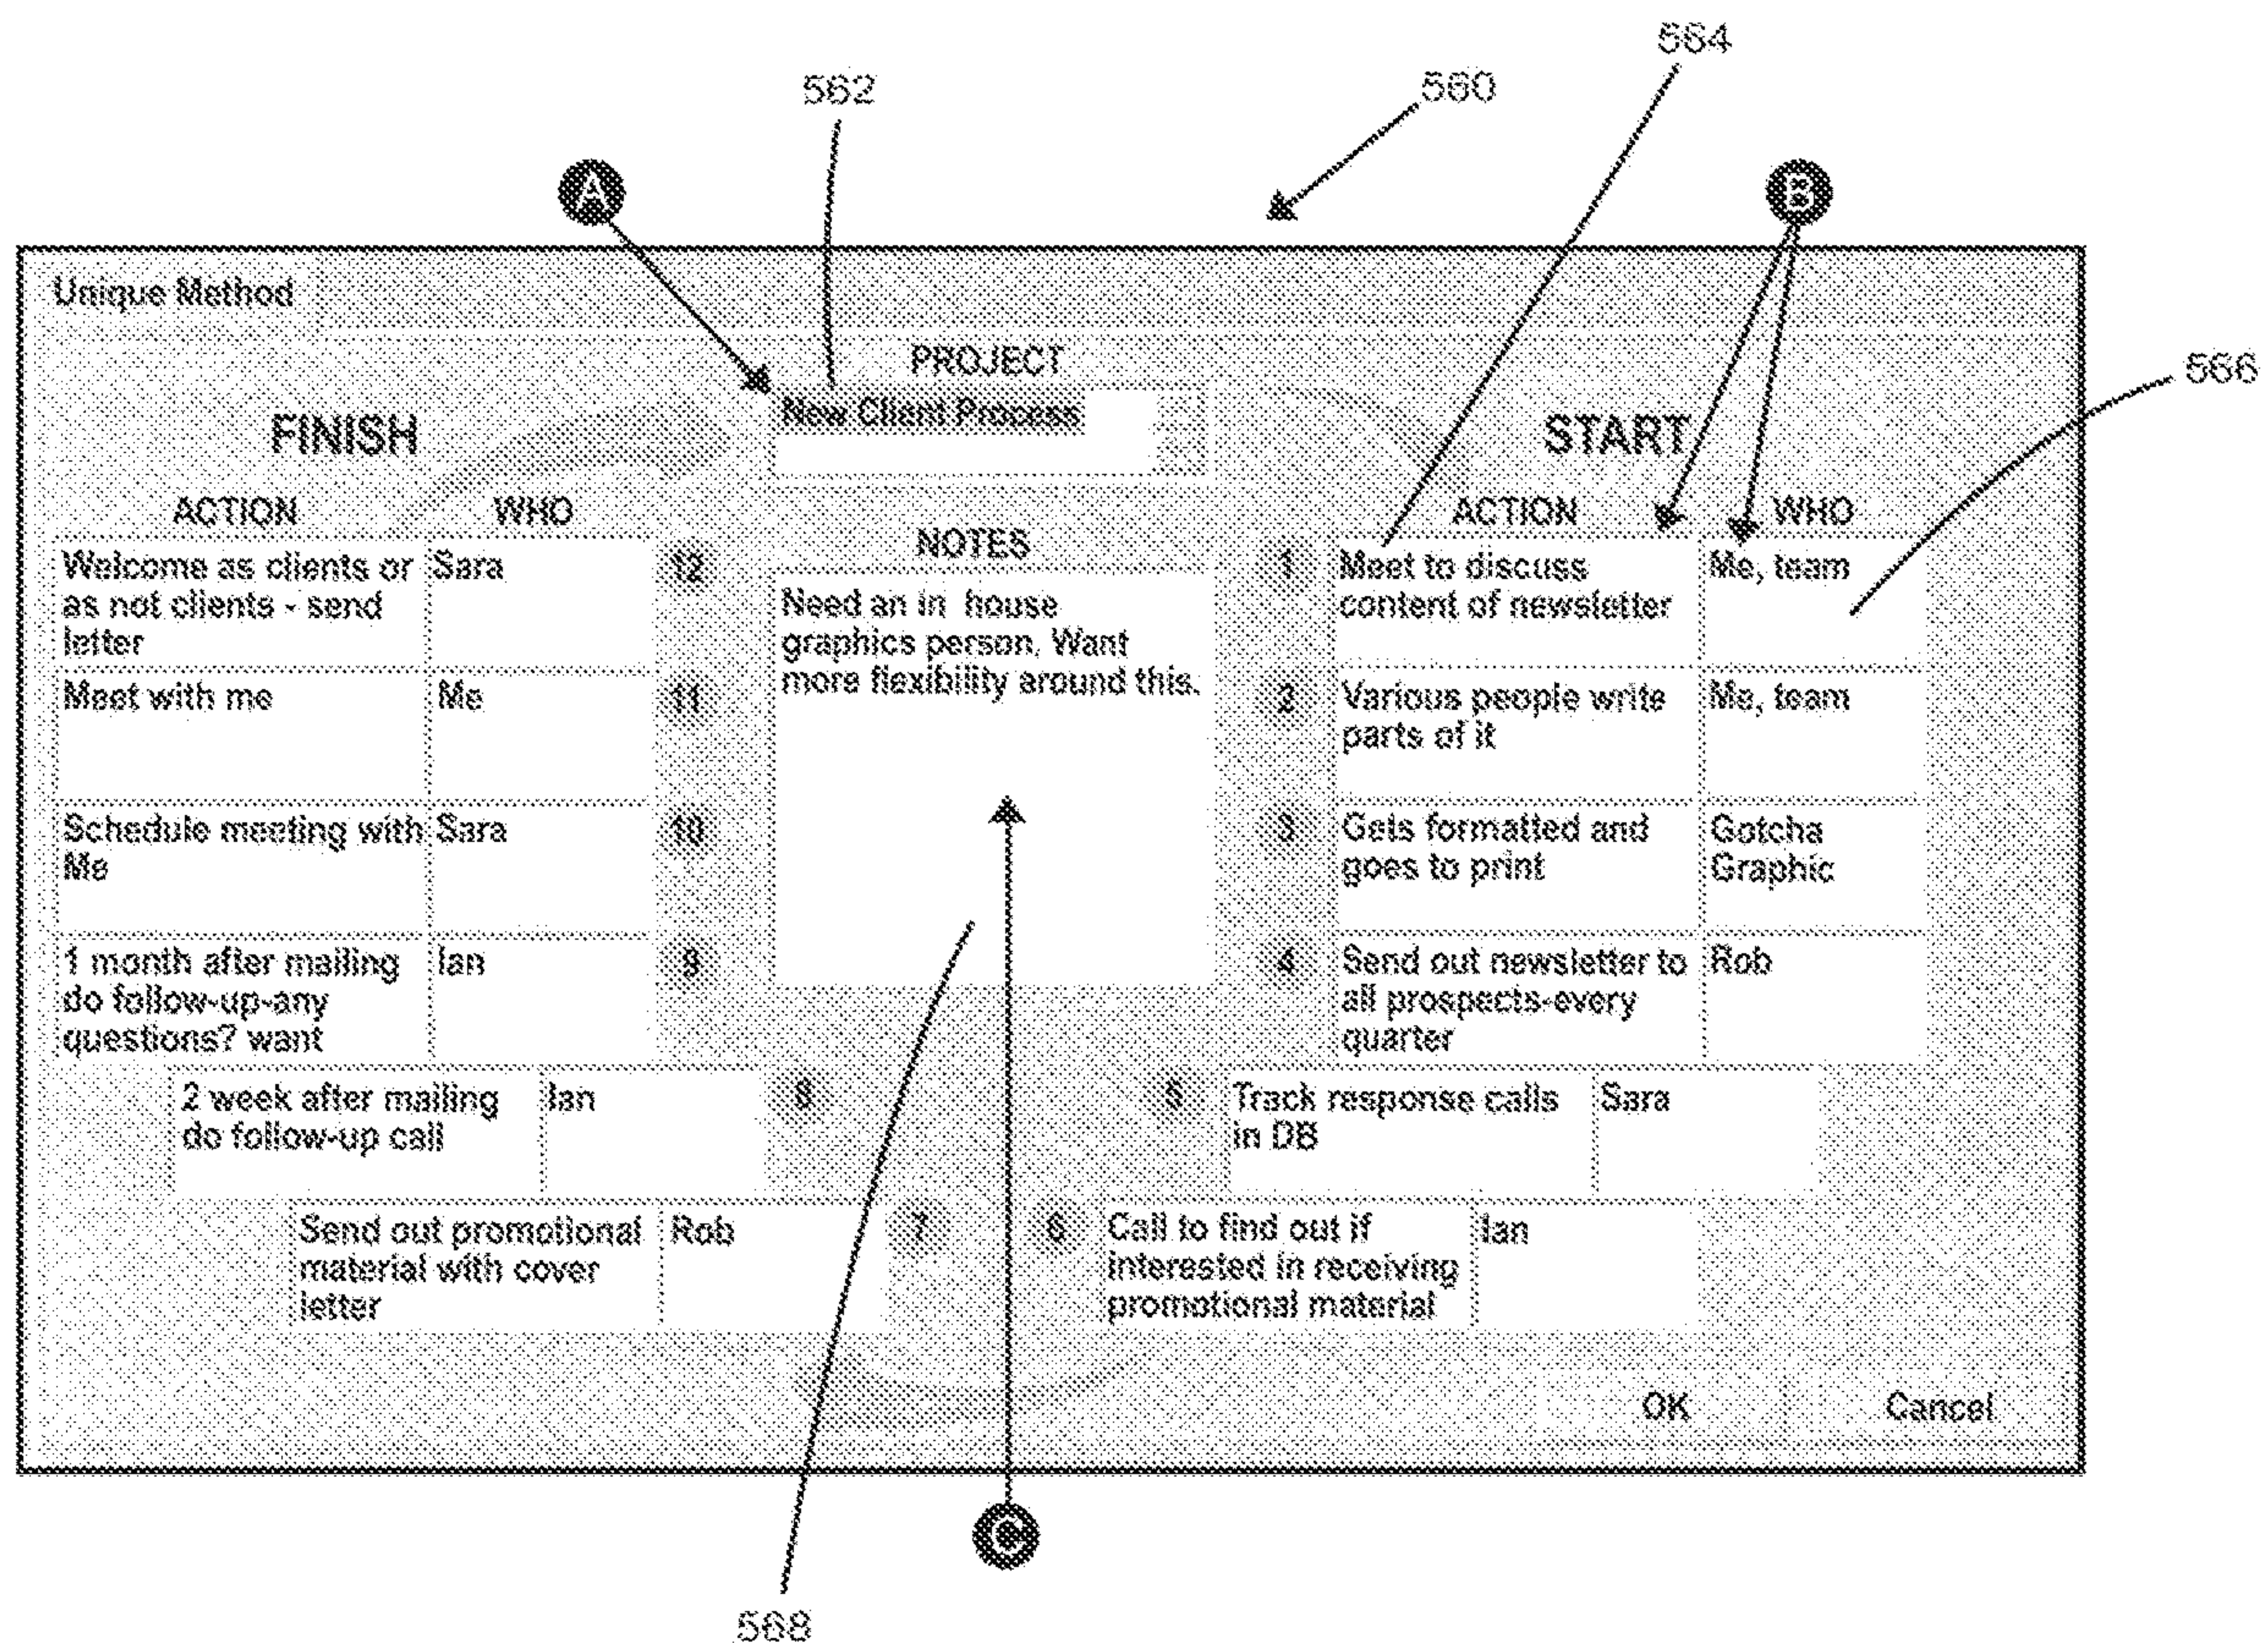 564
562
560
A
B
Unique Method
PROJECT
566
New Client Process
FINISH
START
ACTION
WHO
ACTION
WHO
NOTES
Welcome as clients or
as not clients - send
letter
Sara
12
Need an in house
graphics person. Want
more flexibility around this.
1
Meet to discuss
content of newsletter
Me, team
Meet with me
Me
11
2
Various people write
parts of it
Me, team
Schedule meeting with
Me
Sara
10
3
Gets formatted and
goes to print
Gotcha
Graphic
1 month after mailing
do follow-up-any
questions? want
Ian
9
4
Send out newsletter to
all prospects-every
quarter
Rob
2 week after mailing
do follow-up call
Ian
8
5
Track response calls
in DB
Sara
Send out promotional
material with cover
letter
Rob
7
6
Call to find out if
interested in receiving
promotional material
Ian
OK
Cancel
C
568